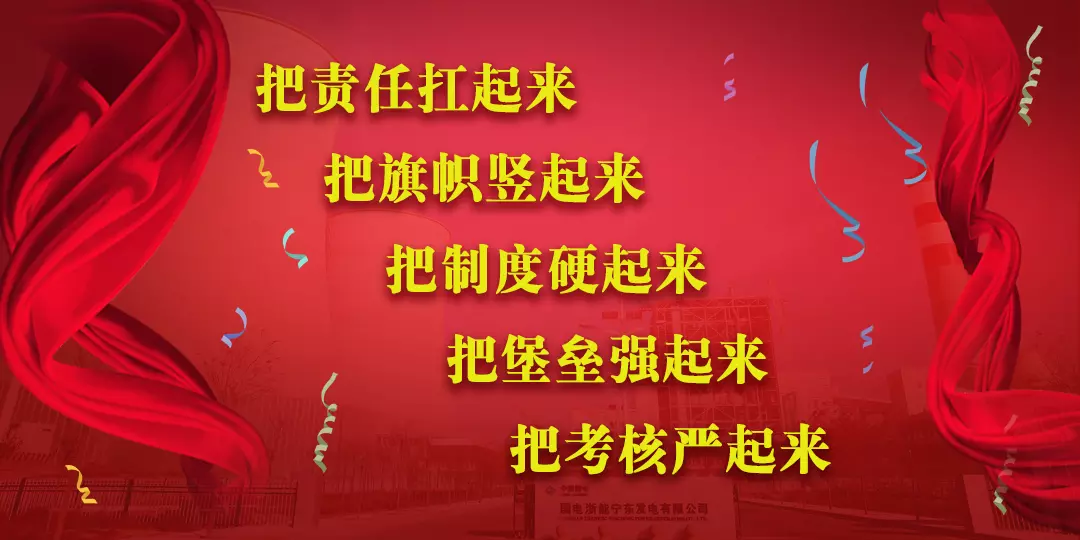 把责任扛起来
把旗帜竖起来
把制度硬起来
把堡垒强起来
把考核严起来
国电浙能宁东发电有限公司